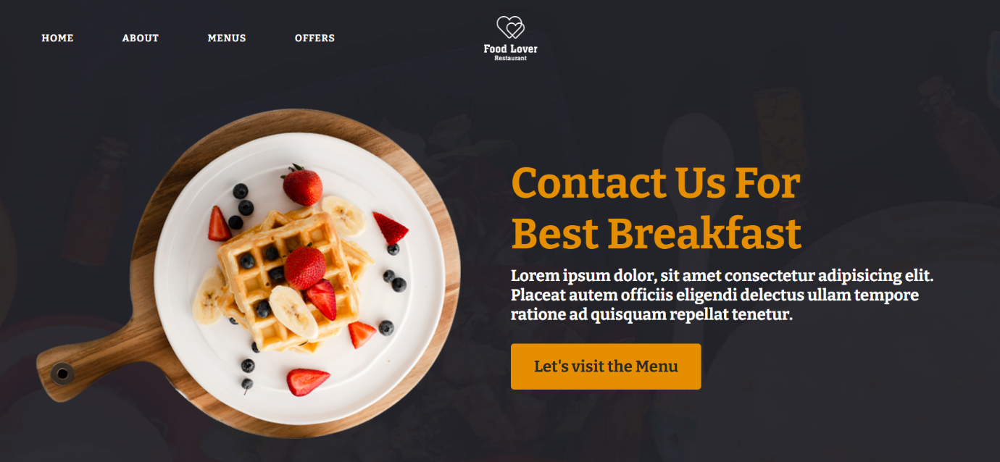 HOME ABOUT MENUS OFFERS
Food Lover
Restaurant
Contact Us For
Best Breakfast
Lorem ipsum dolor, sit amet consectetur adipisicing elit.
Placeat autem officiis eligendi delectus ullam tempore
ratione ad quisquam repellat tenetur.
Let's visit the Menu